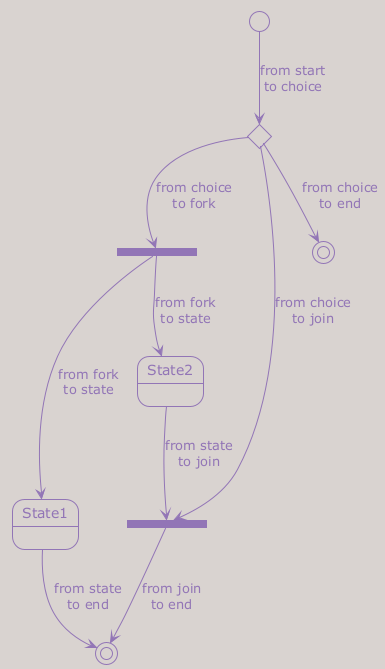 from start
to choice
from choice
to fork
from choice
to end
from fork
to state
from choice
to join
State2
from fork
to state
from state
to join
State1
from state
to end
from join
to end